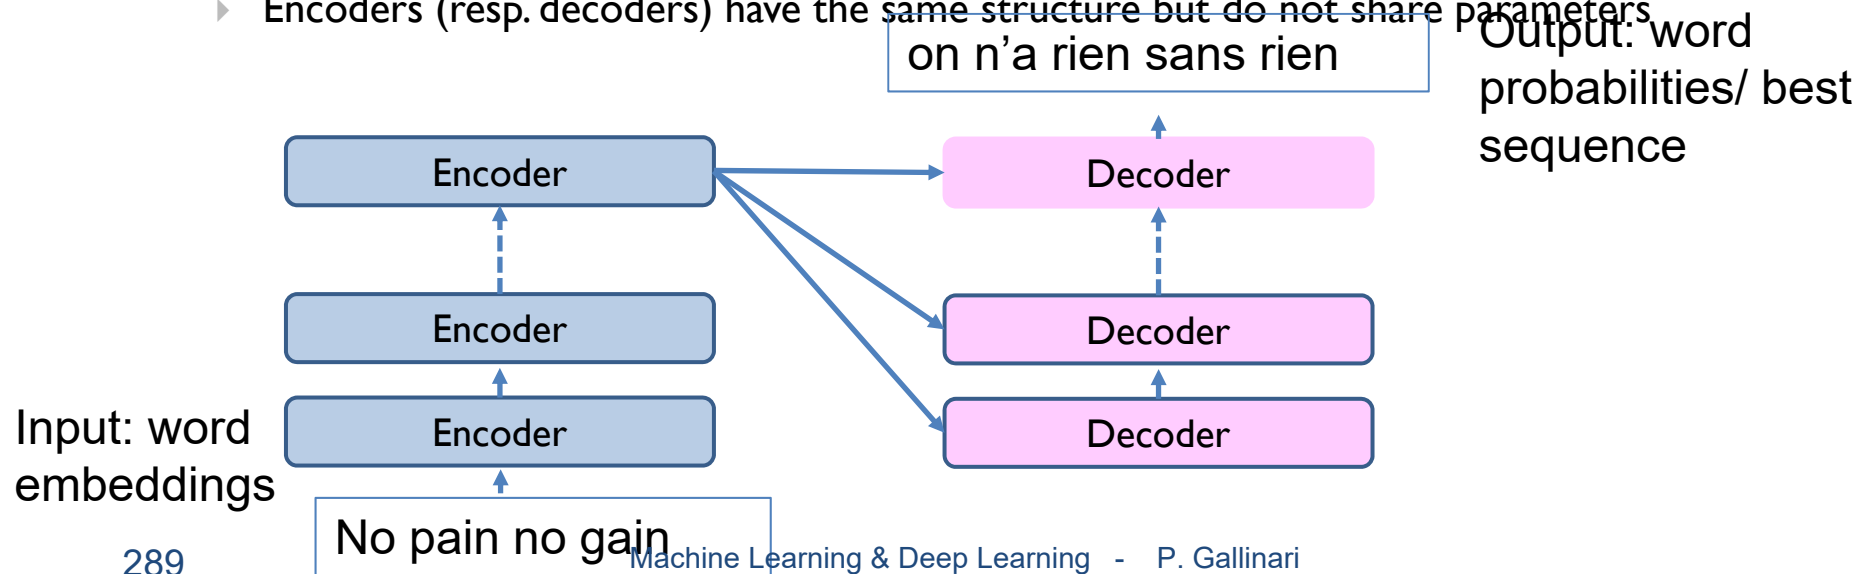 Encoders (resp. decoders) have the same structure but do not share parameters
on n’a rien sans rien
Output: word
probabilities/ best
sequence
Encoder
Decoder
Encoder
Decoder
Encoder
Decoder
Input: word
embeddings
No pain no gain
289
Machine Learning & Deep Learning - P. Gallinari